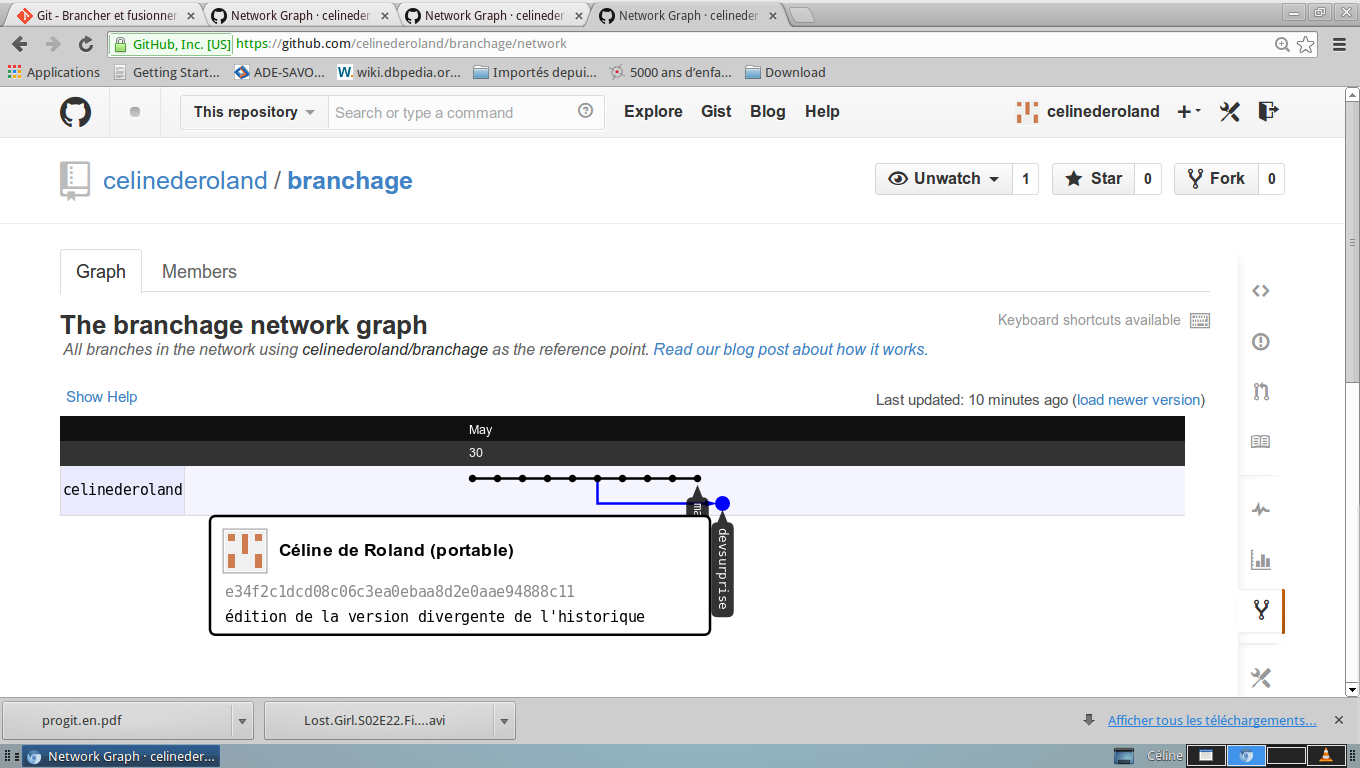 Git - Brancher et fusionner
Network Graph · celineder
Network Graph · celineder
Network Graph · celineder
GitHub, Inc. [US] https://github.com/celinederoland/branchage/network
Applications Getting Start... ADE-SAVO... wiki.dbpedia.or... Importés depui... 5000 ans d'enfa... Download
This repository Search or type a command Explore Gist Blog Help celinederoland
celinederoland / branchage Unwatch 1 Star 0 Fork 0
Graph Members
The branchage network graph
Keyboard shortcuts available
All branches in the network using celinederoland/branchage as the reference point. Read our blog post about how it works.
Show Help
Last updated: 10 minutes ago (load newer version)
May
30
celinederoland
ma
devsurprise
Céline de Roland (portable)
e34f2c1dcd08c06c3ea0ebaa8d2e0aae94888c11
édition de la version divergente de l'historique
progit.en.pdf Lost.Girl.S02E22.Fi....avi Afficher tous les téléchargements...
Network Graph · celineder... Céline